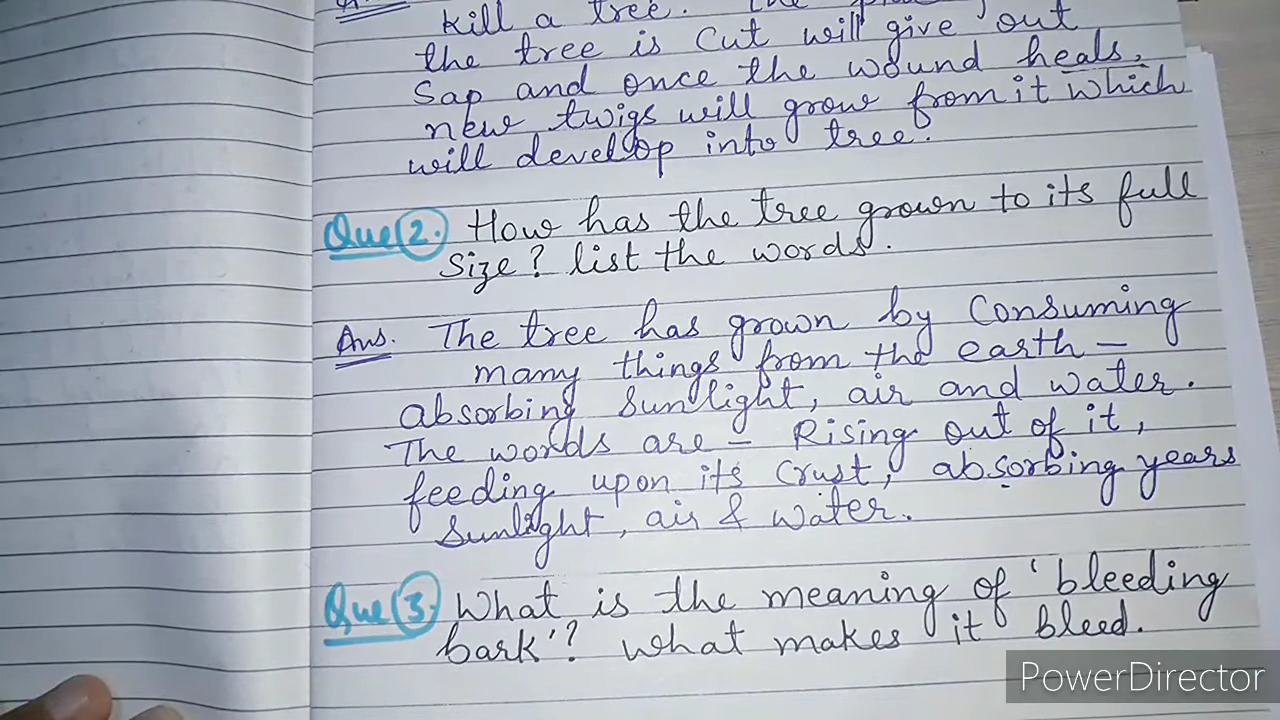 kill a tree. The
the tree is cut will give out
sap and once the wound heals,
new twigs will grow from it which
will develop into tree.
Que(2). How has the tree grown to its full
size? list the words.
Ans. The tree has grown by Consuming
many things from the earth –
absorbing sunlight, air and water.
The words are – Rising out of it,
feeding upon its crust, absorbing years
sunlight, air & water.
Que(3). What is the meaning of 'bleeding
bark'? what makes it bleed.
PowerDirector